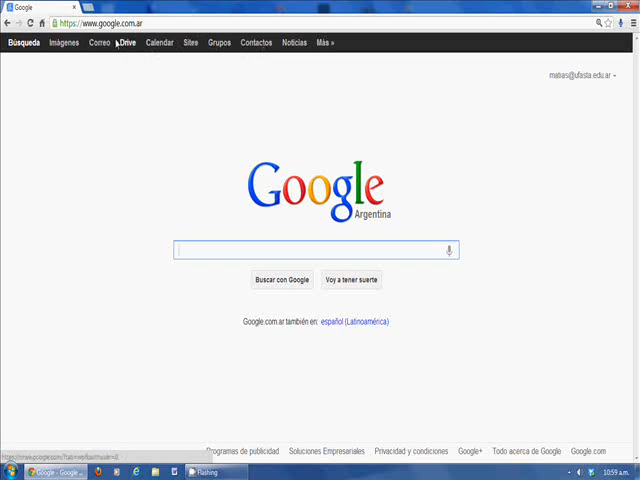 Google
https://www.google.com.ar
Búsqueda Imágenes Correo Drive Calendar Sites Grupos Contactos Noticias Más »
matias@ufasta.edu.ar
Google
Argentina
Buscar con Google Voy a tener suerte
Google.com.ar también en: español (Latinoamérica)
Programas de publicidad Soluciones Empresariales Privacidad y condiciones Google+ Todo acerca de Google Google.com
Google - Google ... Flashing 10:59 a.m.